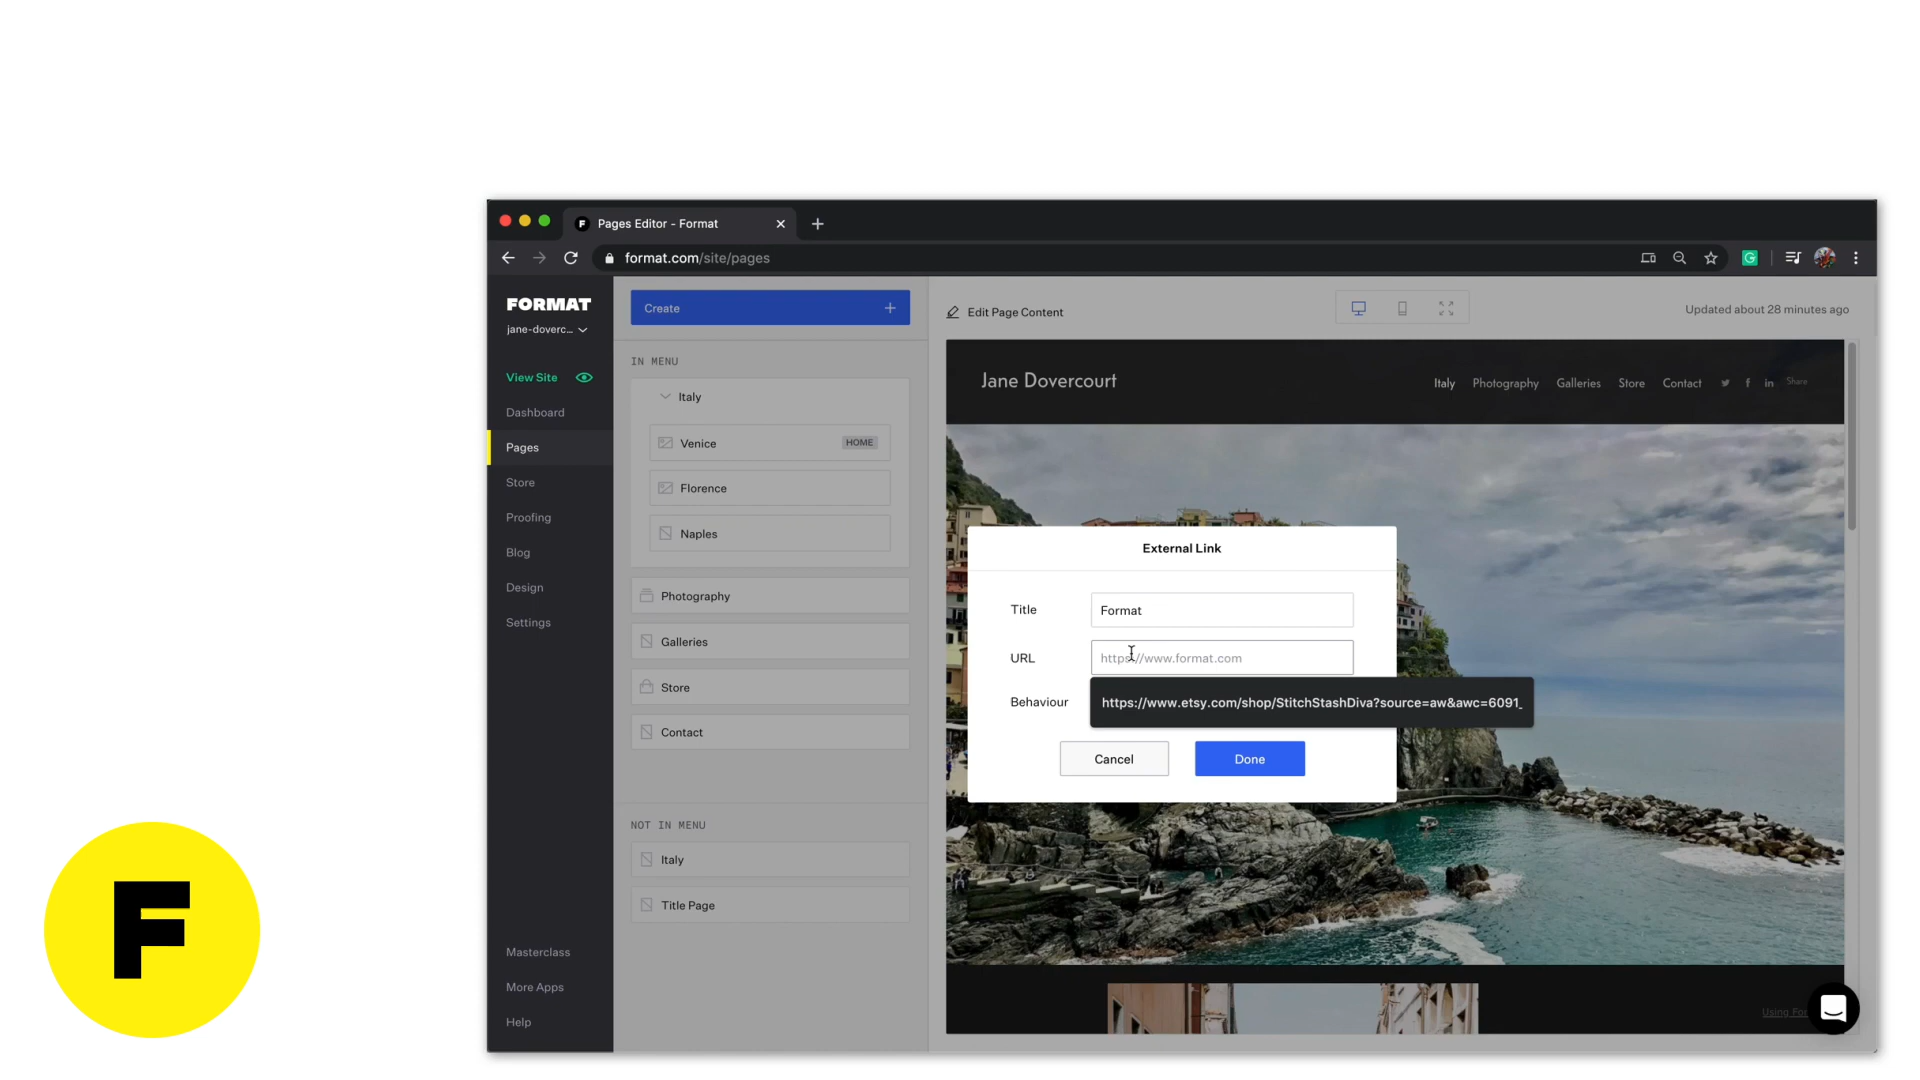 Pages Editor - Format
format.com/site/pages
FORMAT
jane-doverc...
View Site
Dashboard
Pages
Store
Proofing
Blog
Design
Settings
Masterclass
More Apps
Help
Create
IN MENU
Italy
Venice
HOME
Florence
Naples
Photography
Galleries
Store
Contact
NOT IN MENU
Italy
Title Page
Edit Page Content
Updated about 28 minutes ago
Jane Dovercourt
Italy Photography Galleries Store Contact Share
External Link
Title Format
URL https://www.format.com
Behaviour https://www.etsy.com/shop/StitchStashDiva?source=aw&awc=6091_
Cancel Done
Using For
F